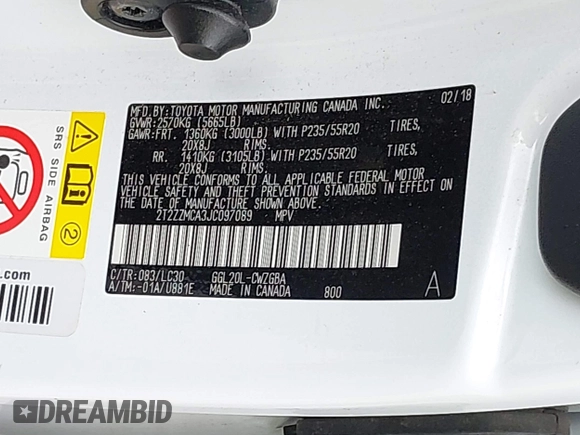 MFD.BY:TOYOTA MOTOR MANUFACTURING CANADA INC. 02/18
GVWR:2570KG (5665LB)
GAWR:FRT. 1360KG (3000LB) WITH P235/55R20 TIRES,
20X8J RIMS.
RR. 1410KG (3105LB) WITH P235/55R20 TIRES,
20X8J RIMS.
THIS VEHICLE CONFORMS TO ALL APPLICABLE FEDERAL MOTOR
VEHICLE SAFETY AND THEFT PREVENTION STANDARDS IN EFFECT ON
THE DATE OF MANUFACTURE SHOWN ABOVE.
2T2ZZMCA3JC097089 MPV
C/TR:083/LC30 GGL20L-CWZGBA
A/TM:-01A/U881E MADE IN CANADA 800 A
SRS SIDE AIRBAG
2
.com
DREAMBID